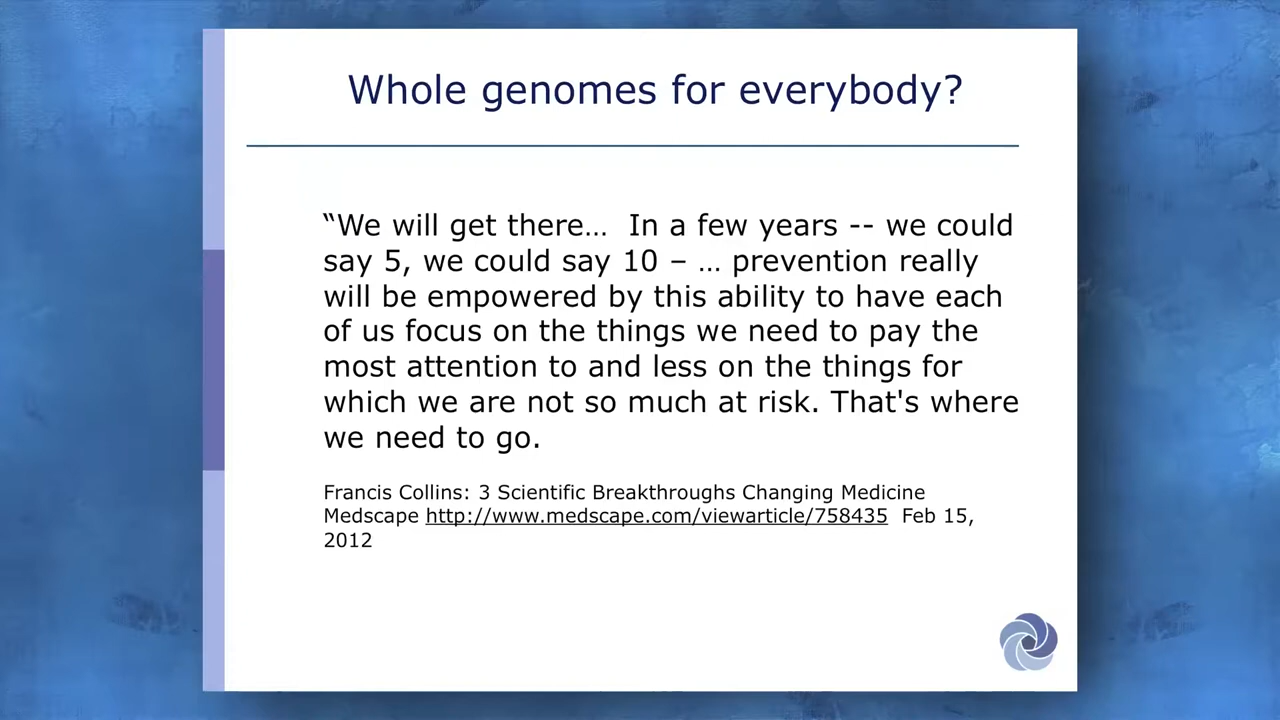 Whole genomes for everybody?
“We will get there…  In a few years -- we could
say 5, we could say 10 – … prevention really
will be empowered by this ability to have each
of us focus on the things we need to pay the
most attention to and less on the things for
which we are not so much at risk. That's where
we need to go.
Francis Collins: 3 Scientific Breakthroughs Changing Medicine
Medscape http://www.medscape.com/viewarticle/758435  Feb 15,
2012